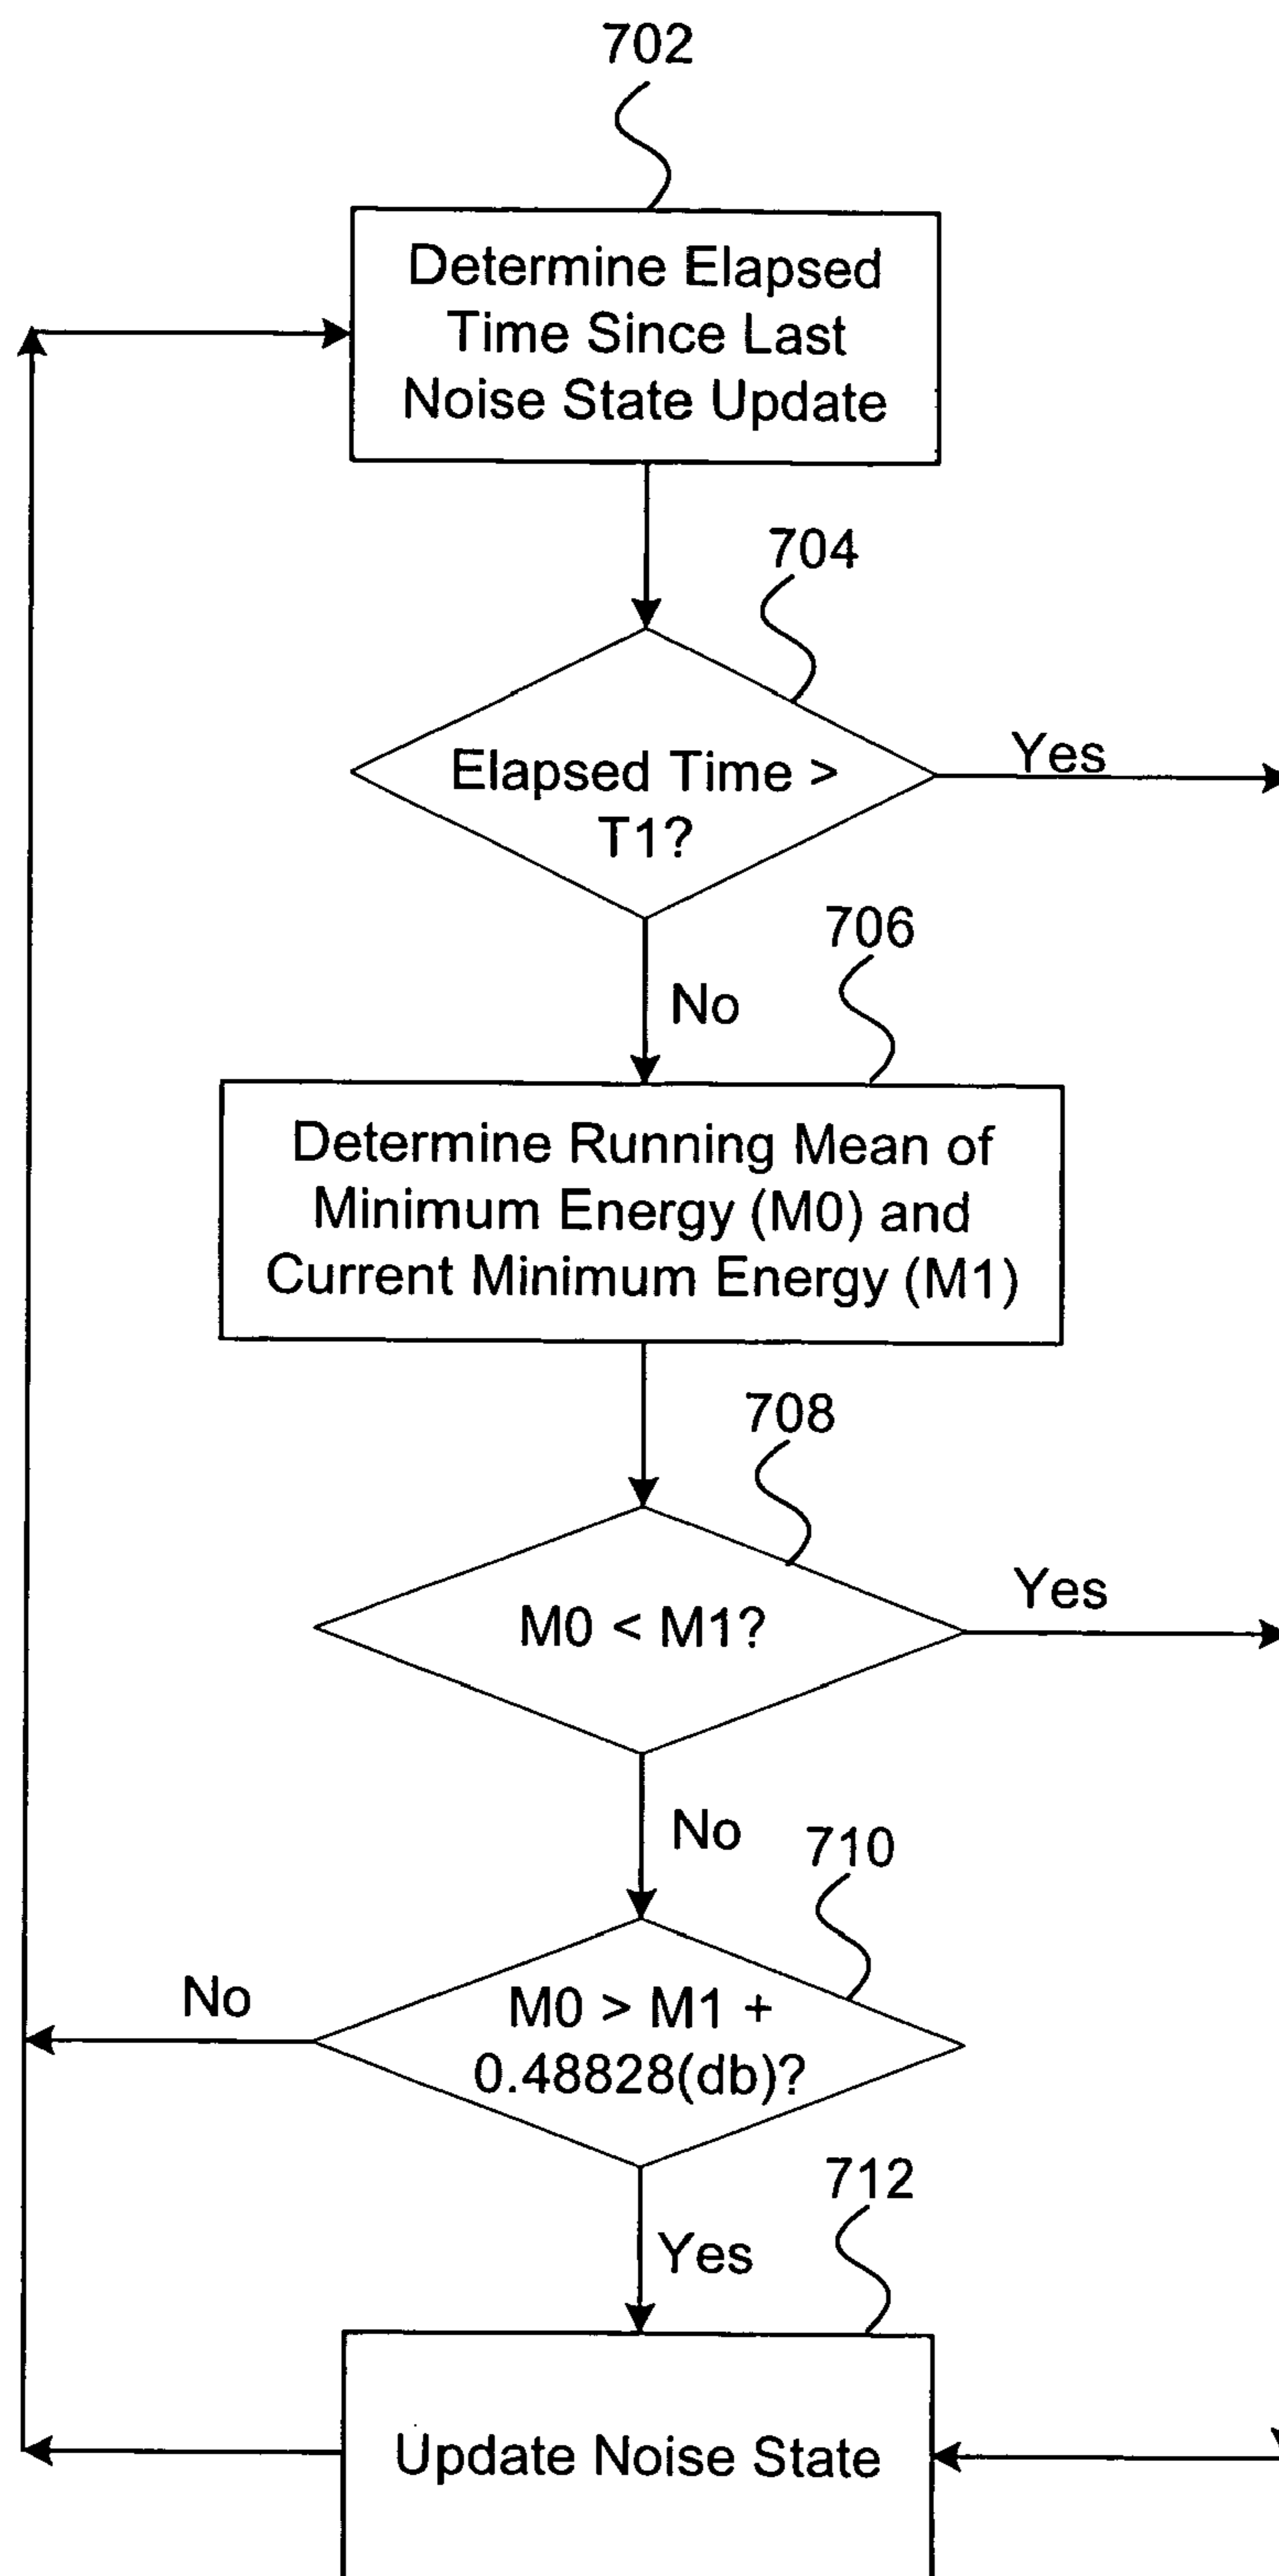 702
Determine Elapsed
Time Since Last
Noise State Update
704
Elapsed Time >
T1?
Yes
No
706
Determine Running Mean of
Minimum Energy (M0) and
Current Minimum Energy (M1)
708
M0 < M1?
Yes
No
710
M0 > M1 +
0.48828(db)?
No
Yes
712
Update Noise State